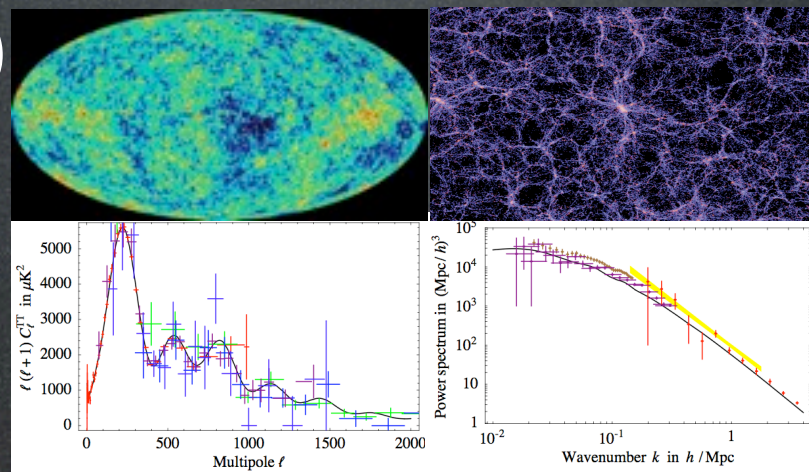 )
5000
4000
3000
2000
1000
0
ℓ (ℓ + 1) C_ℓ^TT in μK²
0 500 1000 1500 2000
Multipole ℓ
10⁵
10⁴
10³
10²
10
1
Power spectrum in (Mpc/h)³
10⁻² 10⁻¹ 1
Wavenumber k in h / Mpc